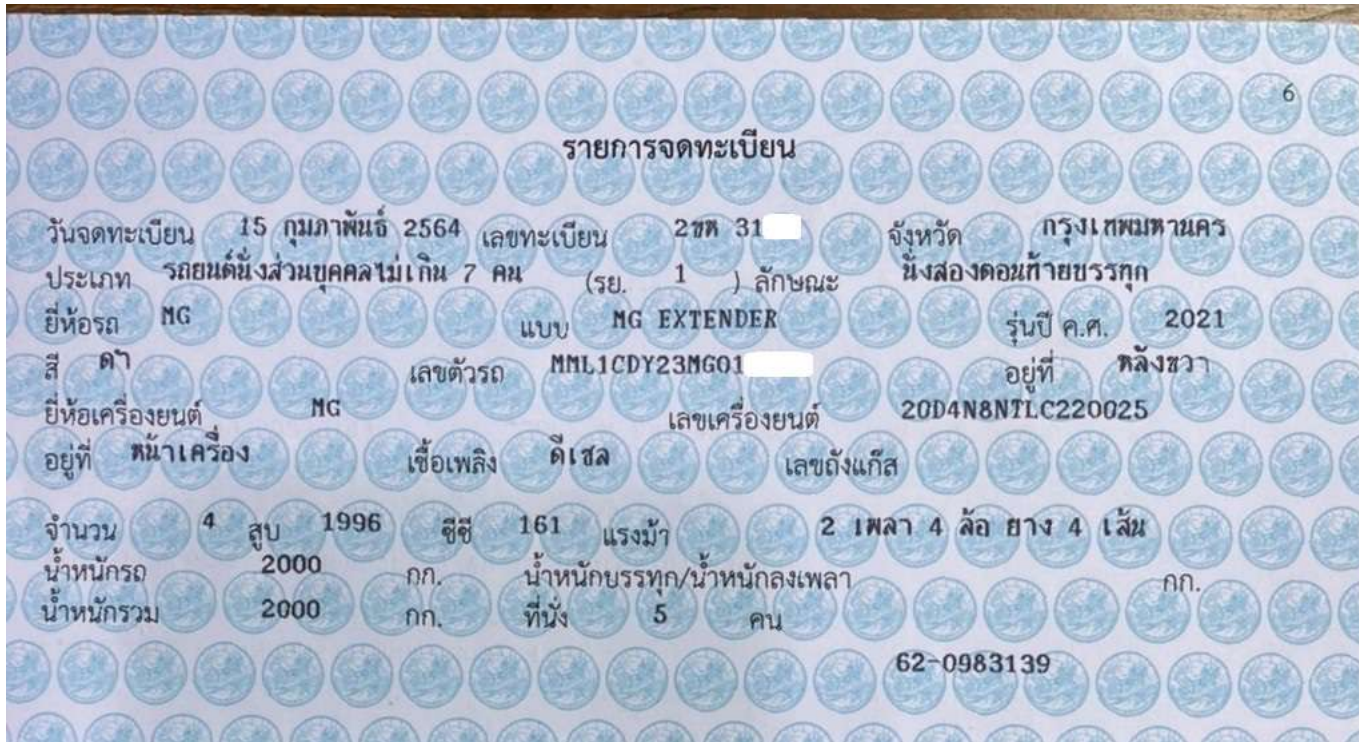 6
รายการจดทะเบียน
วันจดทะเบียน 15 กุมภาพันธ์ 2564 เลขทะเบียน 2ขต 31 จังหวัด กรุงเทพมหานคร
ประเภท รถยนต์นั่งส่วนบุคคลไม่เกิน 7 คน (รย. 1 ) ลักษณะ นั่งสองตอนท้ายบรรทุก
ยี่ห้อรถ MG แบบ MG EXTENDER รุ่นปี ค.ศ. 2021
สี ดำ เลขตัวรถ MML1CDY23MG01 อยู่ที่ หลังขวา
ยี่ห้อเครื่องยนต์ MG เลขเครื่องยนต์ 20D4N8NTLC220025
อยู่ที่ หน้าเครื่อง เชื้อเพลิง ดีเซล เลขถังแก๊ส
จำนวน 4 สูบ 1996 ซีซี 161 แรงม้า 2 เพลา 4 ล้อ ยาง 4 เส้น
น้ำหนักรถ 2000 กก. น้ำหนักบรรทุก/น้ำหนักลงเพลา กก.
น้ำหนักรวม 2000 กก. ที่นั่ง 5 คน
62-0983139